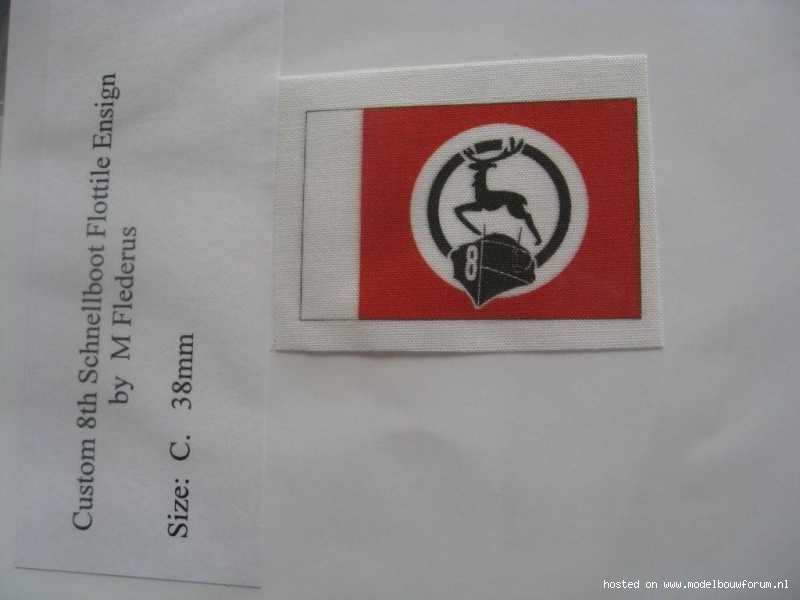 Custom 8th Schnellboot Flottile Ensign
by M Flederus
Size: C. 38mm
8
hosted on www.modelbouwforum.nl